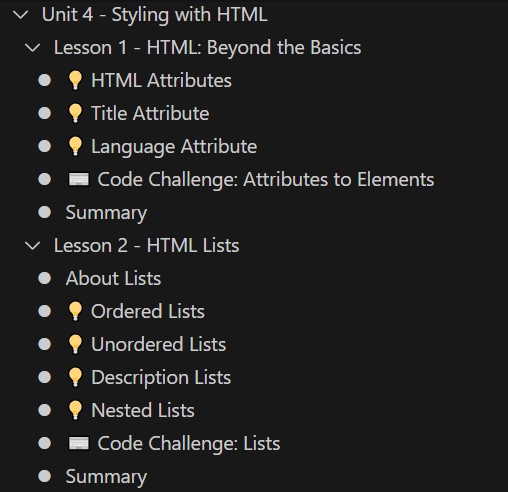 Unit 4 - Styling with HTML
Lesson 1 - HTML: Beyond the Basics
HTML Attributes
Title Attribute
Language Attribute
Code Challenge: Attributes to Elements
Summary
Lesson 2 - HTML Lists
About Lists
Ordered Lists
Unordered Lists
Description Lists
Nested Lists
Code Challenge: Lists
Summary